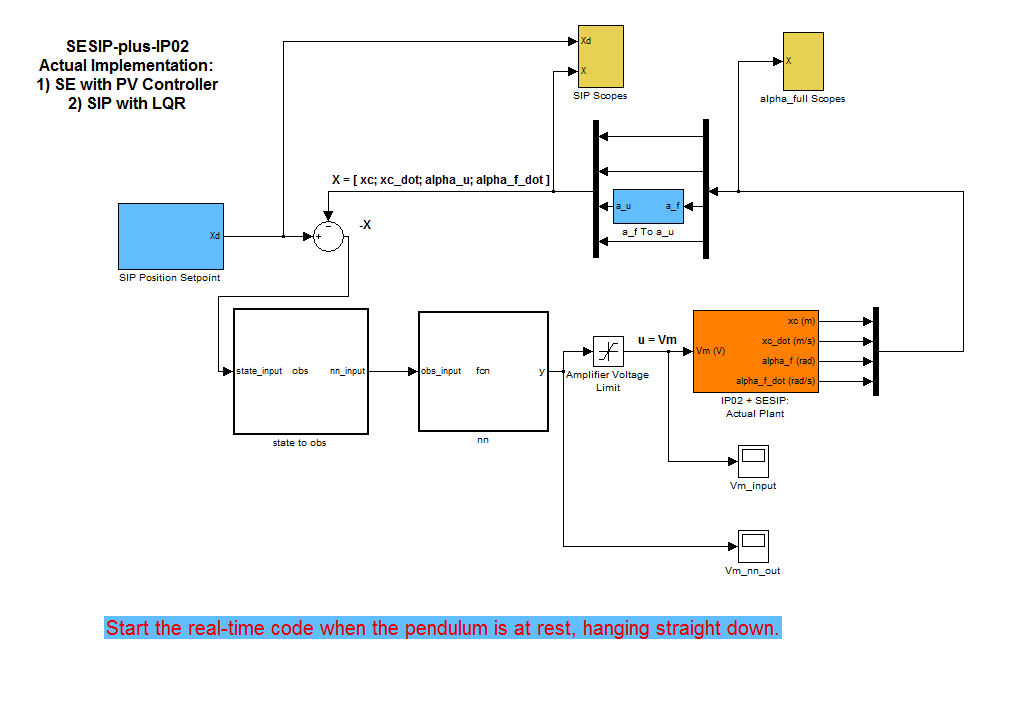 SESIP-plus-IP02
Actual Implementation:
1) SE with PV Controller
2) SIP with LQR
Xd
X
SIP Scopes
X
alpha_full Scopes
X = [ xc; xc_dot; alpha_u; alpha_f_dot ]
a_u
a_f
a_f To a_u
Xd
SIP Position Setpoint
-X
−
+
state_input
obs
nn_input
state to obs
obs_input
fcn
y
nn
Amplifier Voltage
Limit
u = Vm
Vm (V)
xc (m)
xc_dot (m/s)
alpha_f (rad)
alpha_f_dot (rad/s)
IP02 + SESIP:
Actual Plant
Vm_input
Vm_nn_out
Start the real-time code when the pendulum is at rest, hanging straight down.